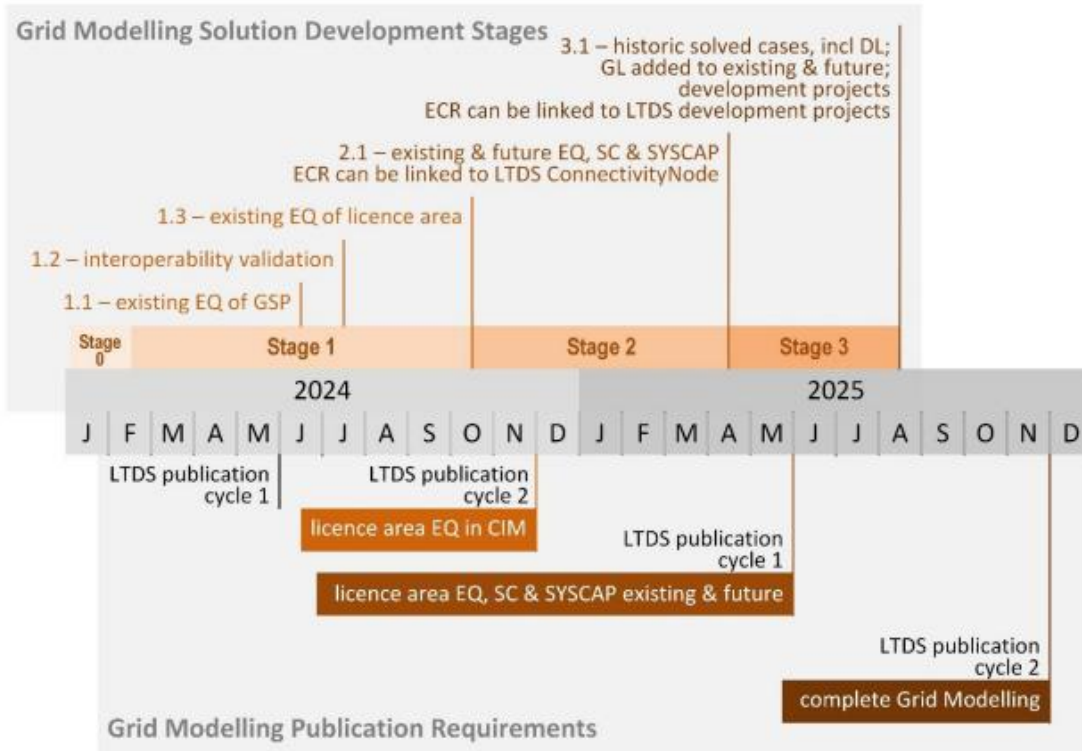 Grid Modelling Solution Development Stages
3.1 – historic solved cases, incl DL;
GL added to existing & future;
development projects
ECR can be linked to LTDS development projects
2.1 – existing & future EQ, SC & SYSCAP
ECR can be linked to LTDS ConnectivityNode
1.3 – existing EQ of licence area
1.2 – interoperability validation
1.1 – existing EQ of GSP
Stage
0
Stage 1
Stage 2
Stage 3
2024
2025
J F M A M J J A S O N D J F M A M J J A S O N D
LTDS publication
cycle 1
LTDS publication
cycle 2
licence area EQ in CIM
LTDS publication
cycle 1
licence area EQ, SC & SYSCAP existing & future
LTDS publication
cycle 2
complete Grid Modelling
Grid Modelling Publication Requirements